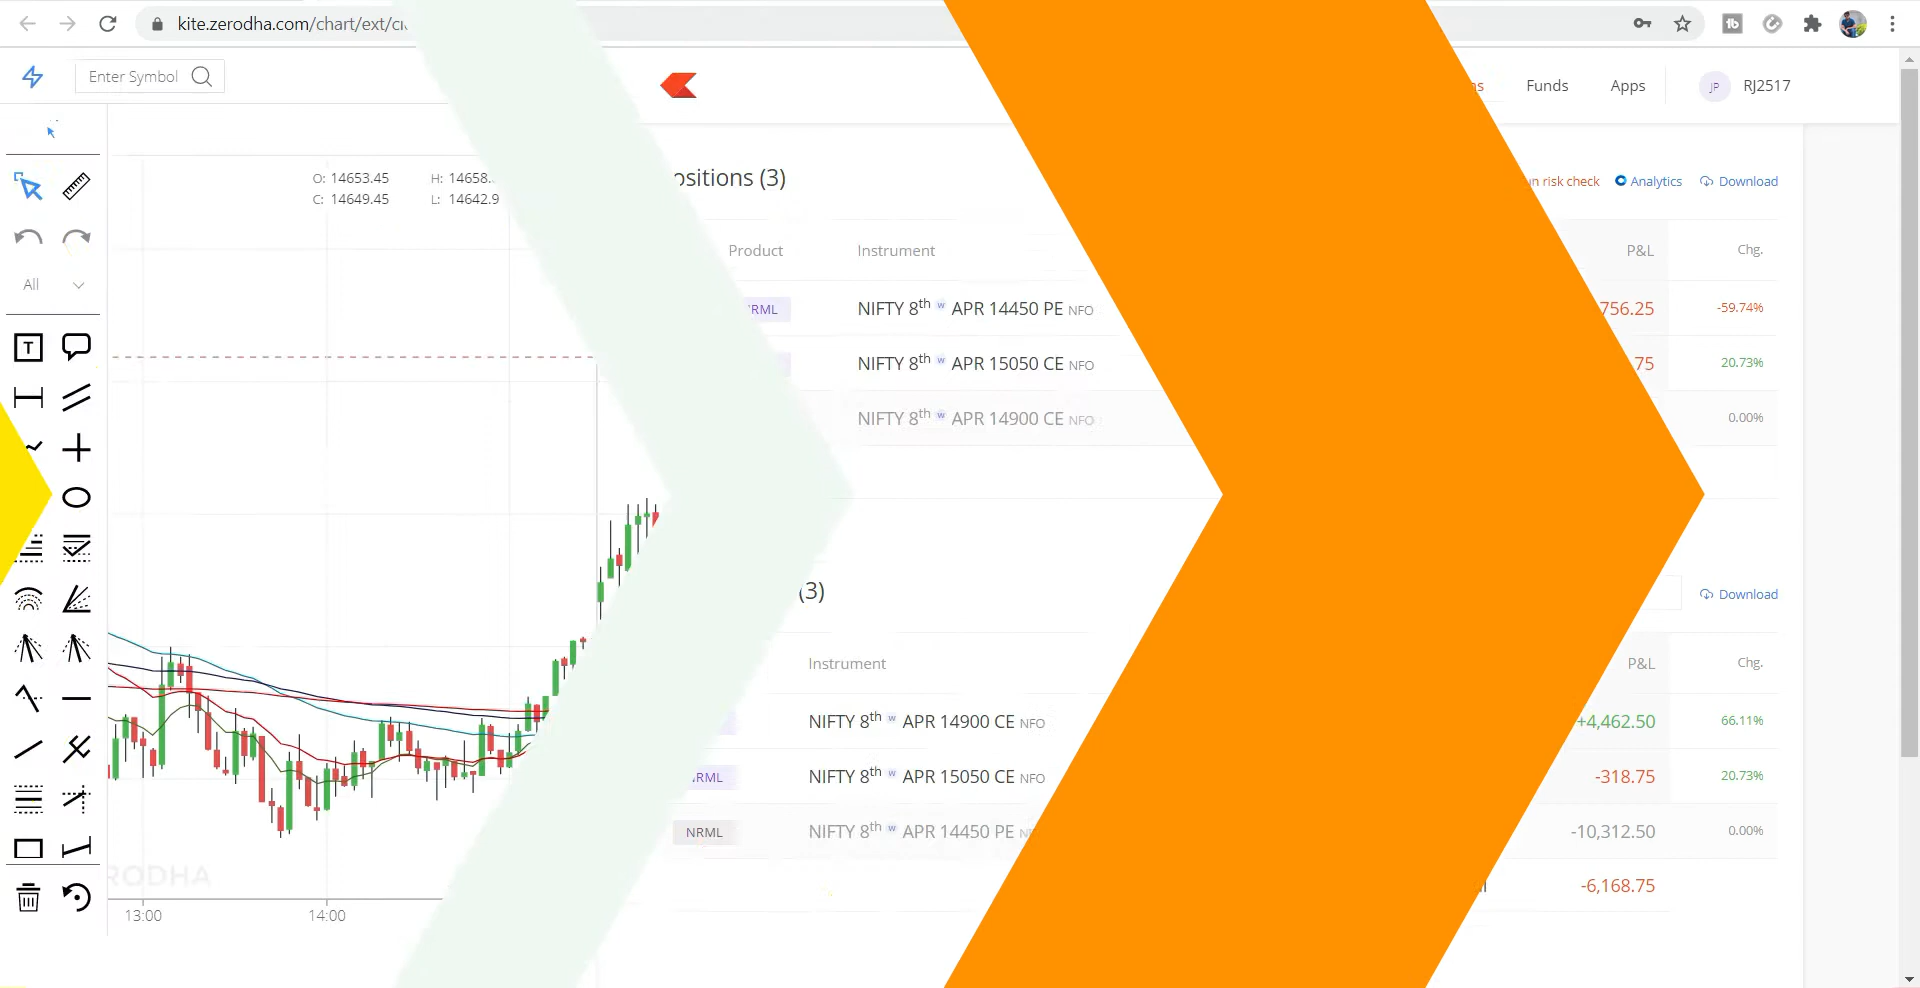 kite.zerodha.com/chart/ext/ci
Enter Symbol
Funds
Apps
JP
RJ2517
O: 14653.45
H: 14658.
C: 14649.45
L: 14642.9
All
ositions (3)
n risk check
Analytics
Download
Product
Instrument
P&L
Chg.
RML
NIFTY 8th w APR 14450 PE NFO
756.25
-59.74%
NIFTY 8th w APR 15050 CE NFO
75
20.73%
NIFTY 8th w APR 14900 CE NFO
0.00%
(3)
Download
Instrument
P&L
Chg.
NIFTY 8th w APR 14900 CE NFO
+4,462.50
66.11%
NRML
NIFTY 8th w APR 15050 CE NFO
-318.75
20.73%
NRML
NIFTY 8th w APR 14450 PE
-10,312.50
0.00%
-6,168.75
RODHA
13:00
14:00